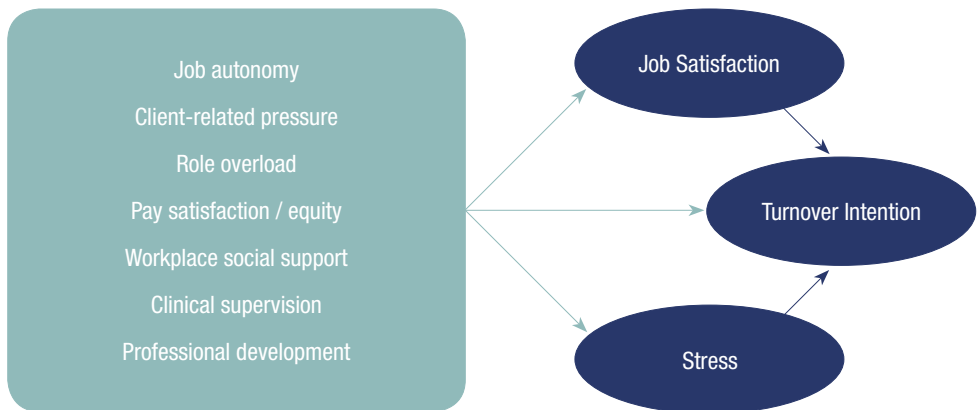 Job autonomy
Client-related pressure
Role overload
Pay satisfaction / equity
Workplace social support
Clinical supervision
Professional development
Job Satisfaction
Turnover Intention
Stress